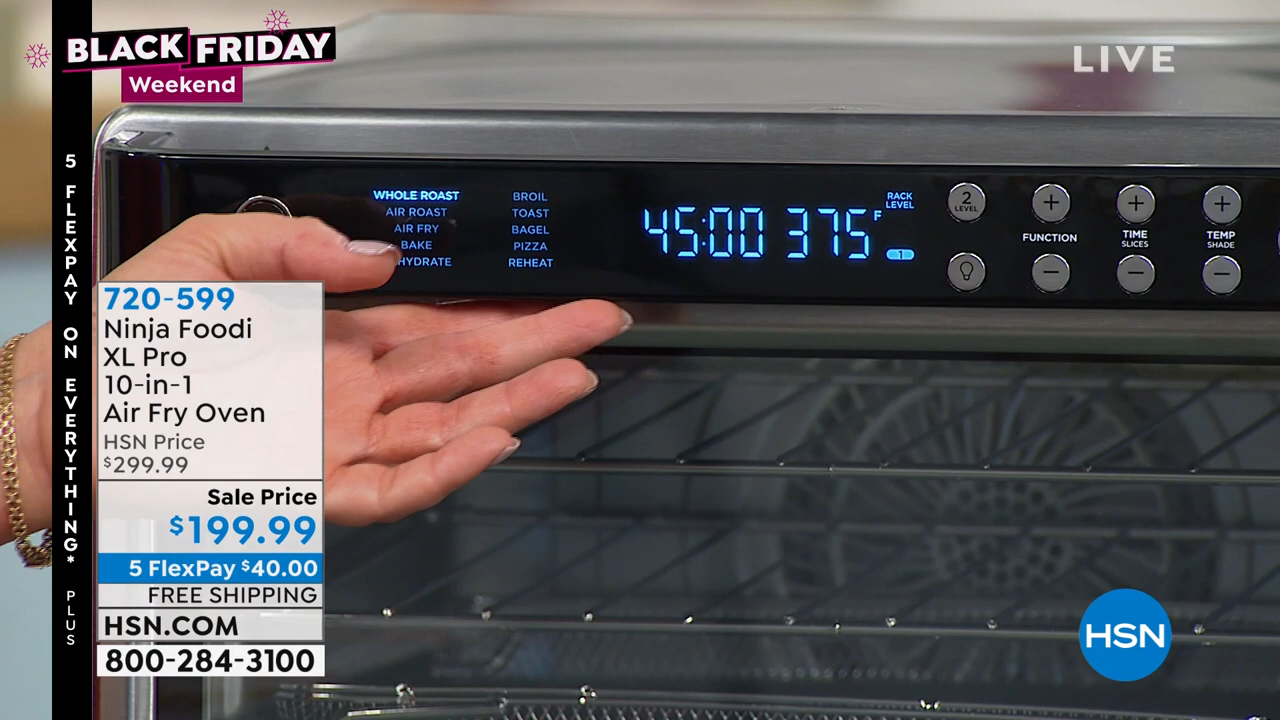 BLACK FRIDAY
Weekend
LIVE
5 FLEXPAY ON EVERYTHING* PLUS
WHOLE ROAST
AIR ROAST
AIR FRY
BAKE
HYDRATE
BROIL
TOAST
BAGEL
PIZZA
REHEAT
45:00 375 F
RACK
LEVEL
1
2
LEVEL
FUNCTION
TIME
SLICES
TEMP
SHADE
720-599
Ninja Foodi
XL Pro
10-in-1
Air Fry Oven
HSN Price
$299.99
Sale Price
$199.99
5 FlexPay $40.00
FREE SHIPPING
HSN.COM
800-284-3100
HSN